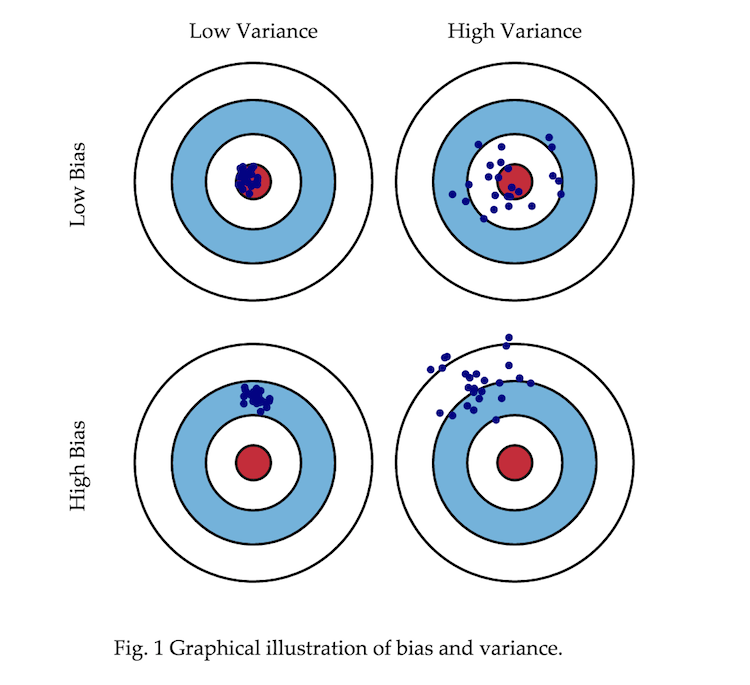 Low Variance
High Variance
Low Bias
High Bias
Fig. 1 Graphical illustration of bias and variance.